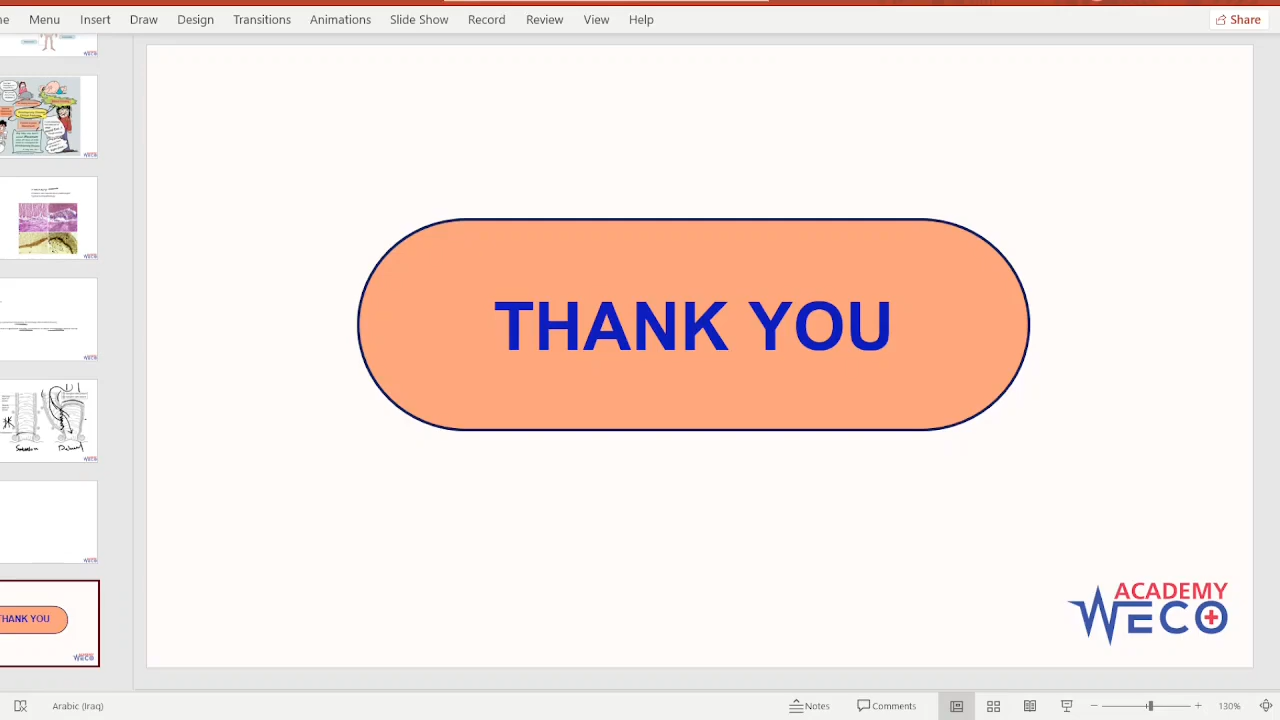 Menu Insert Draw Design Transitions Animations Slide Show Record Review View Help Share
THANK YOU
ACADEMY
WECO
THANK YOU
Arabic (Iraq) Notes Comments 130%